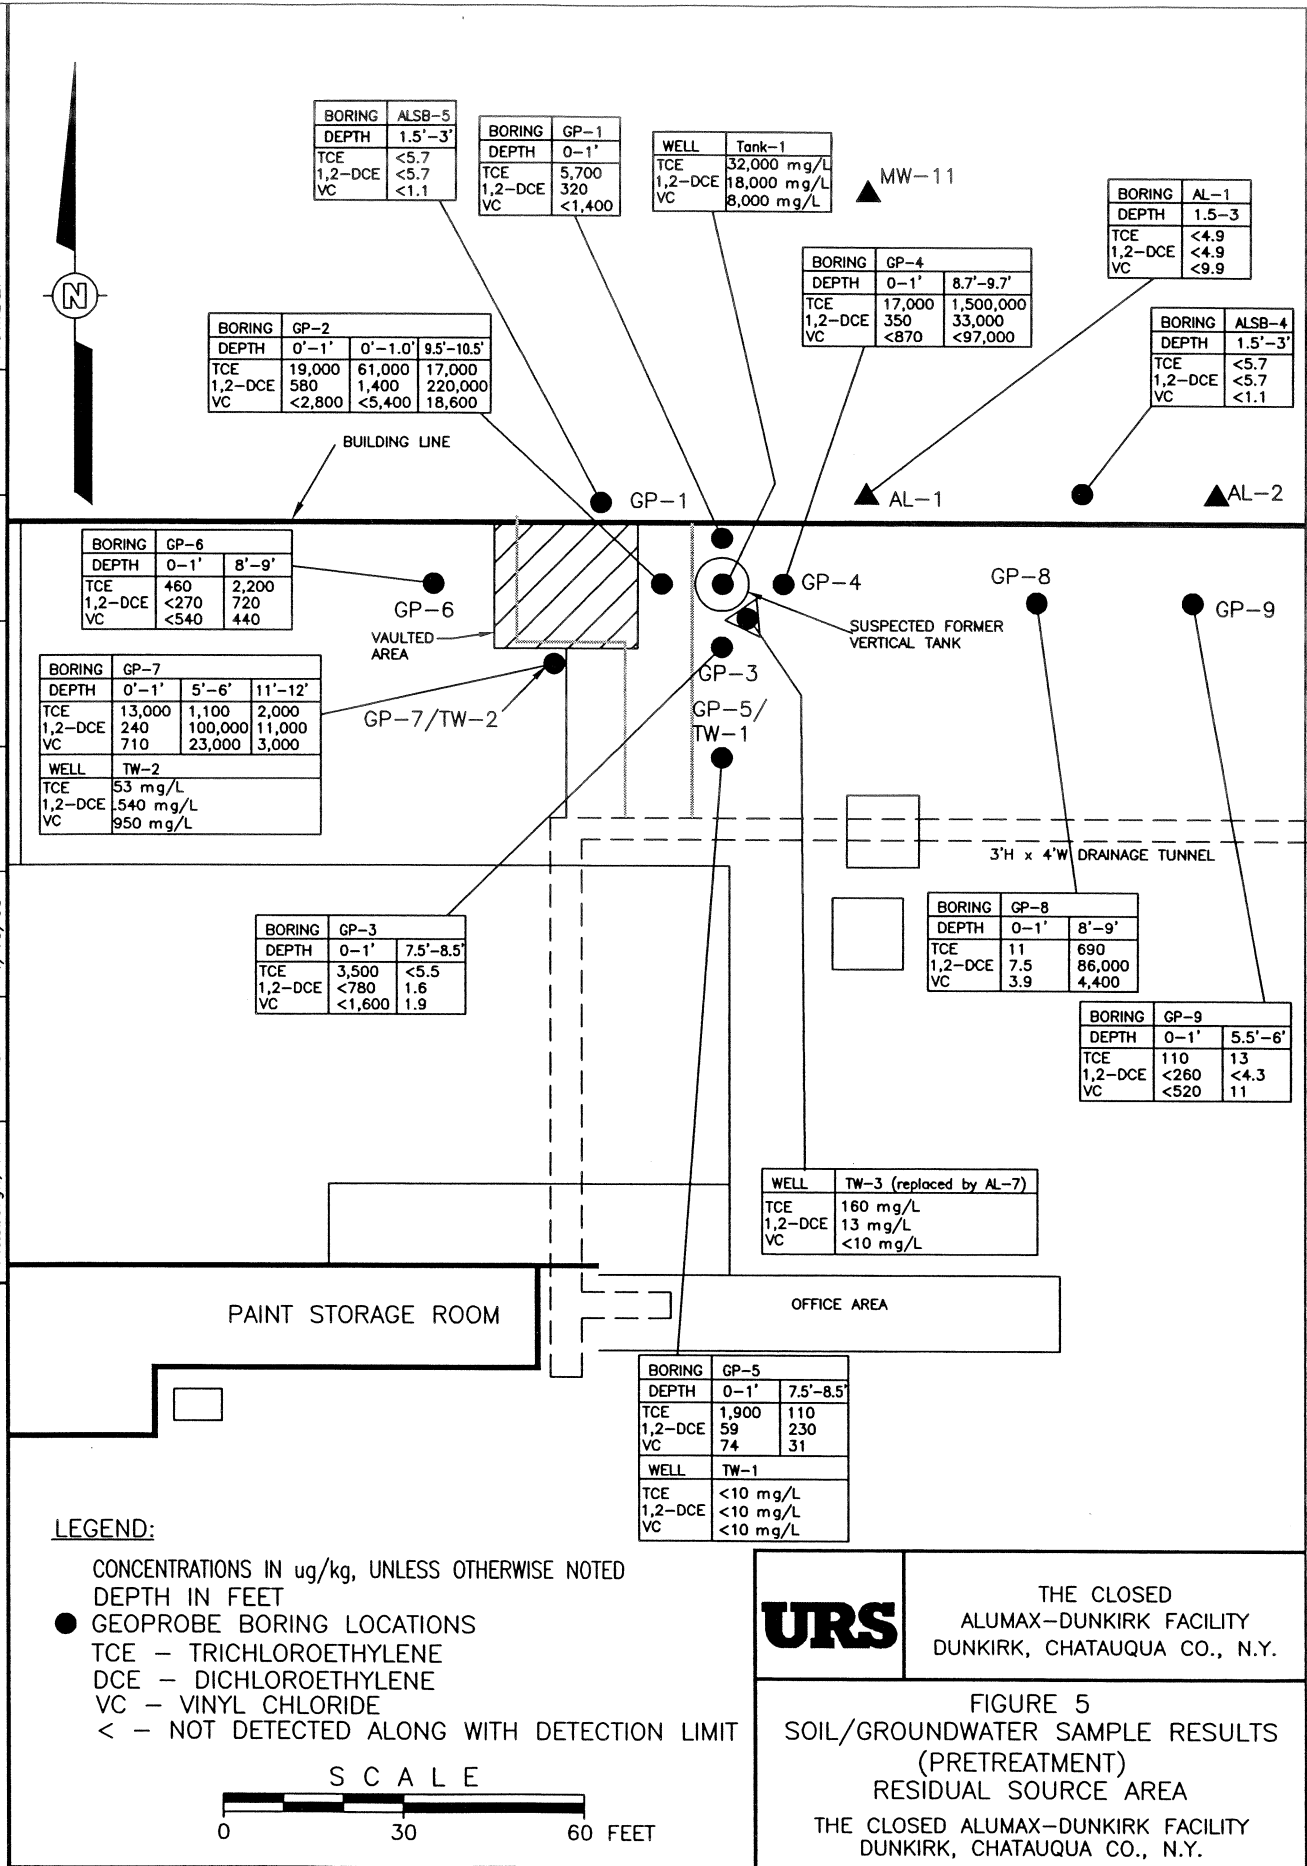 BORING ALSB-5
DEPTH 1.5'-3'
TCE <5.7
1,2-DCE <5.7
VC <1.1
BORING GP-1
DEPTH 0-1'
TCE 5,700
1,2-DCE 320
VC <1,400
WELL Tank-1
TCE 32,000 mg/L
1,2-DCE 18,000 mg/L
VC 8,000 mg/L
MW-11
BORING AL-1
DEPTH 1.5-3
TCE <4.9
1,2-DCE <4.9
VC <9.9
BORING GP-4
DEPTH 0-1' 8.7'-9.7'
TCE 17,000 1,500,000
1,2-DCE 350 33,000
VC <870 <97,000
N
BORING GP-2
DEPTH 0'-1' 0'-1.0' 9.5'-10.5'
TCE 19,000 61,000 17,000
1,2-DCE 580 1,400 220,000
VC <2,800 <5,400 18,600
BORING ALSB-4
DEPTH 1.5'-3'
TCE <5.7
1,2-DCE <5.7
VC <1.1
BUILDING LINE
GP-1
AL-1
AL-2
BORING GP-6
DEPTH 0-1' 8'-9'
TCE 460 2,200
1,2-DCE <270 720
VC <540 440
GP-6
GP-4
GP-8
GP-9
VAULTED
AREA
SUSPECTED FORMER
VERTICAL TANK
BORING GP-7
DEPTH 0'-1' 5'-6' 11'-12'
TCE 13,000 1,100 2,000
1,2-DCE 240 100,000 11,000
VC 710 23,000 3,000
WELL TW-2
TCE 53 mg/L
1,2-DCE .540 mg/L
VC 950 mg/L
GP-7/TW-2
GP-3
GP-5/
TW-1
3'H x 4'W DRAINAGE TUNNEL
BORING GP-3
DEPTH 0-1' 7.5'-8.5'
TCE 3,500 <5.5
1,2-DCE <780 1.6
VC <1,600 1.9
BORING GP-8
DEPTH 0-1' 8'-9'
TCE 11 690
1,2-DCE 7.5 86,000
VC 3.9 4,400
BORING GP-9
DEPTH 0-1' 5.5'-6'
TCE 110 13
1,2-DCE <260 <4.3
VC <520 11
WELL TW-3 (replaced by AL-7)
TCE 160 mg/L
1,2-DCE 13 mg/L
VC <10 mg/L
PAINT STORAGE ROOM
OFFICE AREA
BORING GP-5
DEPTH 0-1' 7.5'-8.5'
TCE 1,900 110
1,2-DCE 59 230
VC 74 31
WELL TW-1
TCE <10 mg/L
1,2-DCE <10 mg/L
VC <10 mg/L
LEGEND:
CONCENTRATIONS IN ug/kg, UNLESS OTHERWISE NOTED
DEPTH IN FEET
GEOPROBE BORING LOCATIONS
TCE - TRICHLOROETHYLENE
DCE - DICHLOROETHYLENE
VC - VINYL CHLORIDE
< - NOT DETECTED ALONG WITH DETECTION LIMIT
SCALE
0 30 60 FEET
URS
THE CLOSED
ALUMAX-DUNKIRK FACILITY
DUNKIRK, CHATAUQUA CO., N.Y.
FIGURE 5
SOIL/GROUNDWATER SAMPLE RESULTS
(PRETREATMENT)
RESIDUAL SOURCE AREA
THE CLOSED ALUMAX-DUNKIRK FACILITY
DUNKIRK, CHATAUQUA CO., N.Y.